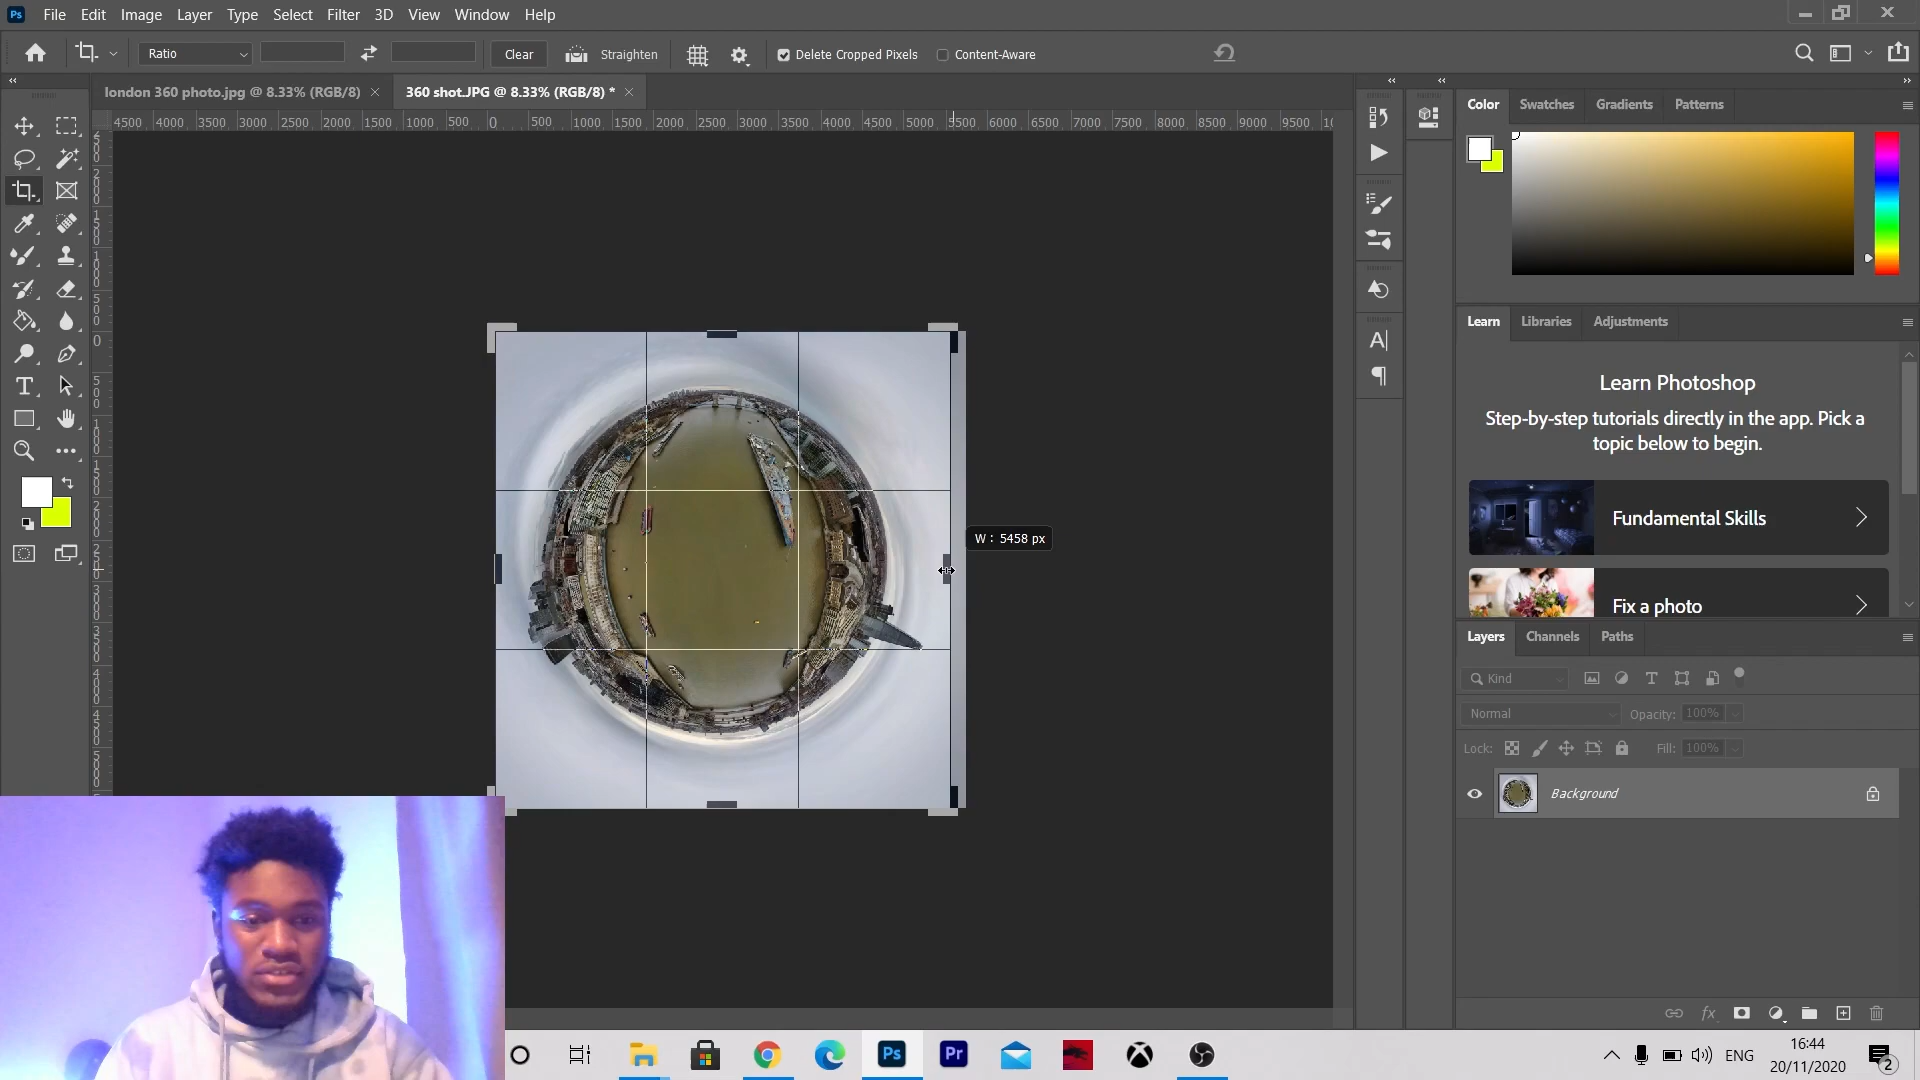 Ps File Edit Image Layer Type Select Filter 3D View Window Help
Ratio Clear Straighten Delete Cropped Pixels Content-Aware
london 360 photo.jpg @ 8.33% (RGB/8) × 360 shot.JPG @ 8.33% (RGB/8) * ×
4500 4000 3500 3000 2500 2000 1500 1000 500 0 500 1000 1500 2000 2500 3000 3500 4000 4500 5000 5500 6000 6500 7000 7500 8000 8500 9000 9500
Color Swatches Gradients Patterns
Learn Libraries Adjustments
Learn Photoshop
Step-by-step tutorials directly in the app. Pick a
topic below to begin.
Fundamental Skills
Fix a photo
W : 5458 px
Layers Channels Paths
Kind
Normal Opacity: 100%
Lock: Fill: 100%
Background
fx
Ps Pr ENG
16:44
20/11/2020
2